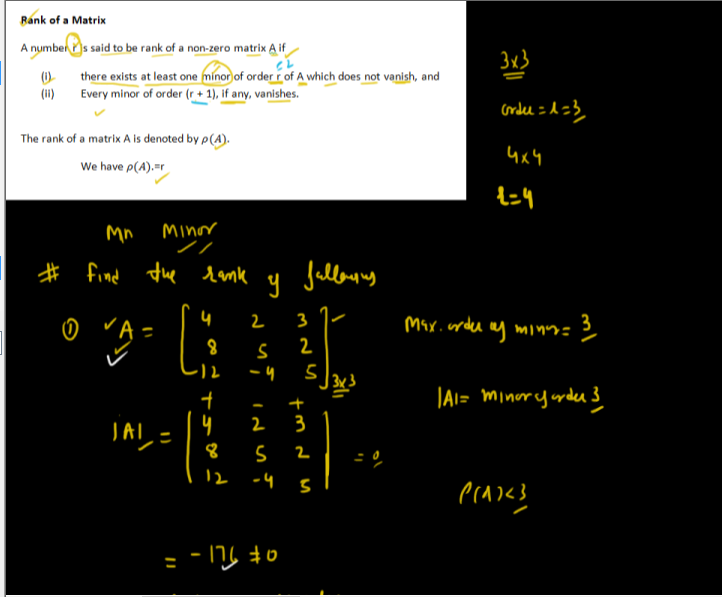 Rank of a Matrix
A number r is said to be rank of a non-zero matrix A if
(i) there exists at least one minor of order r of A which does not vanish, and
(ii) Every minor of order (r + 1), if any, vanishes.
The rank of a matrix A is denoted by ρ(A).
We have ρ(A).=r
3x3
order = r = 3
4x4
r=4
Mn Minor
# Find the rank of followings
① A = [ 4 2 3
8 5 2
-12 -4 5 ]3x3
Max. order of minor = 3
|A| = minor of order 3
+ - +
|A| = | 4 2 3
8 5 2
12 -4 5 | = 0
ρ(A)<3
= -176 ≠0